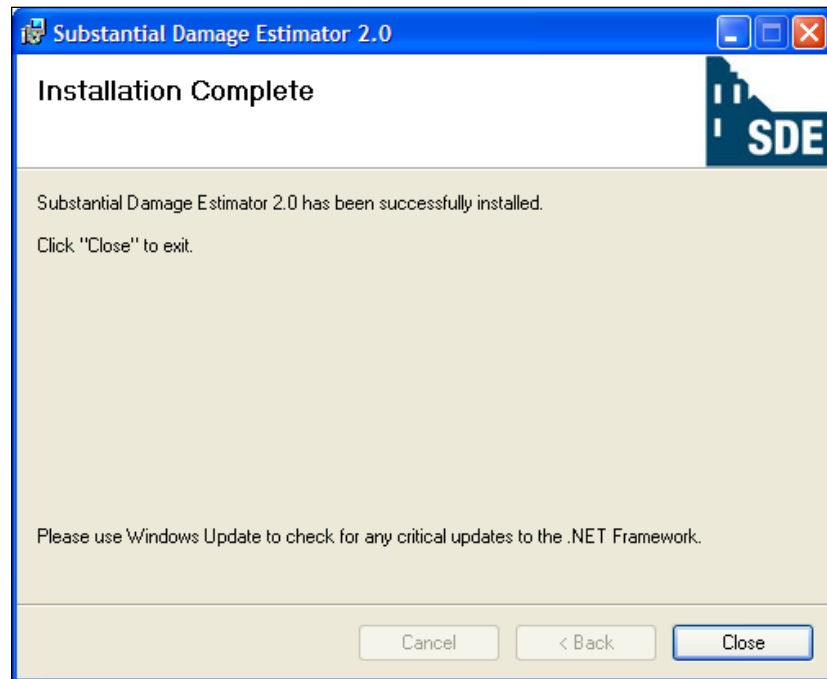 Substantial Damage Estimator 2.0
Installation Complete
SDE
Substantial Damage Estimator 2.0 has been successfully installed.
Click "Close" to exit.
Please use Windows Update to check for any critical updates to the .NET Framework.
Cancel
< Back
Close